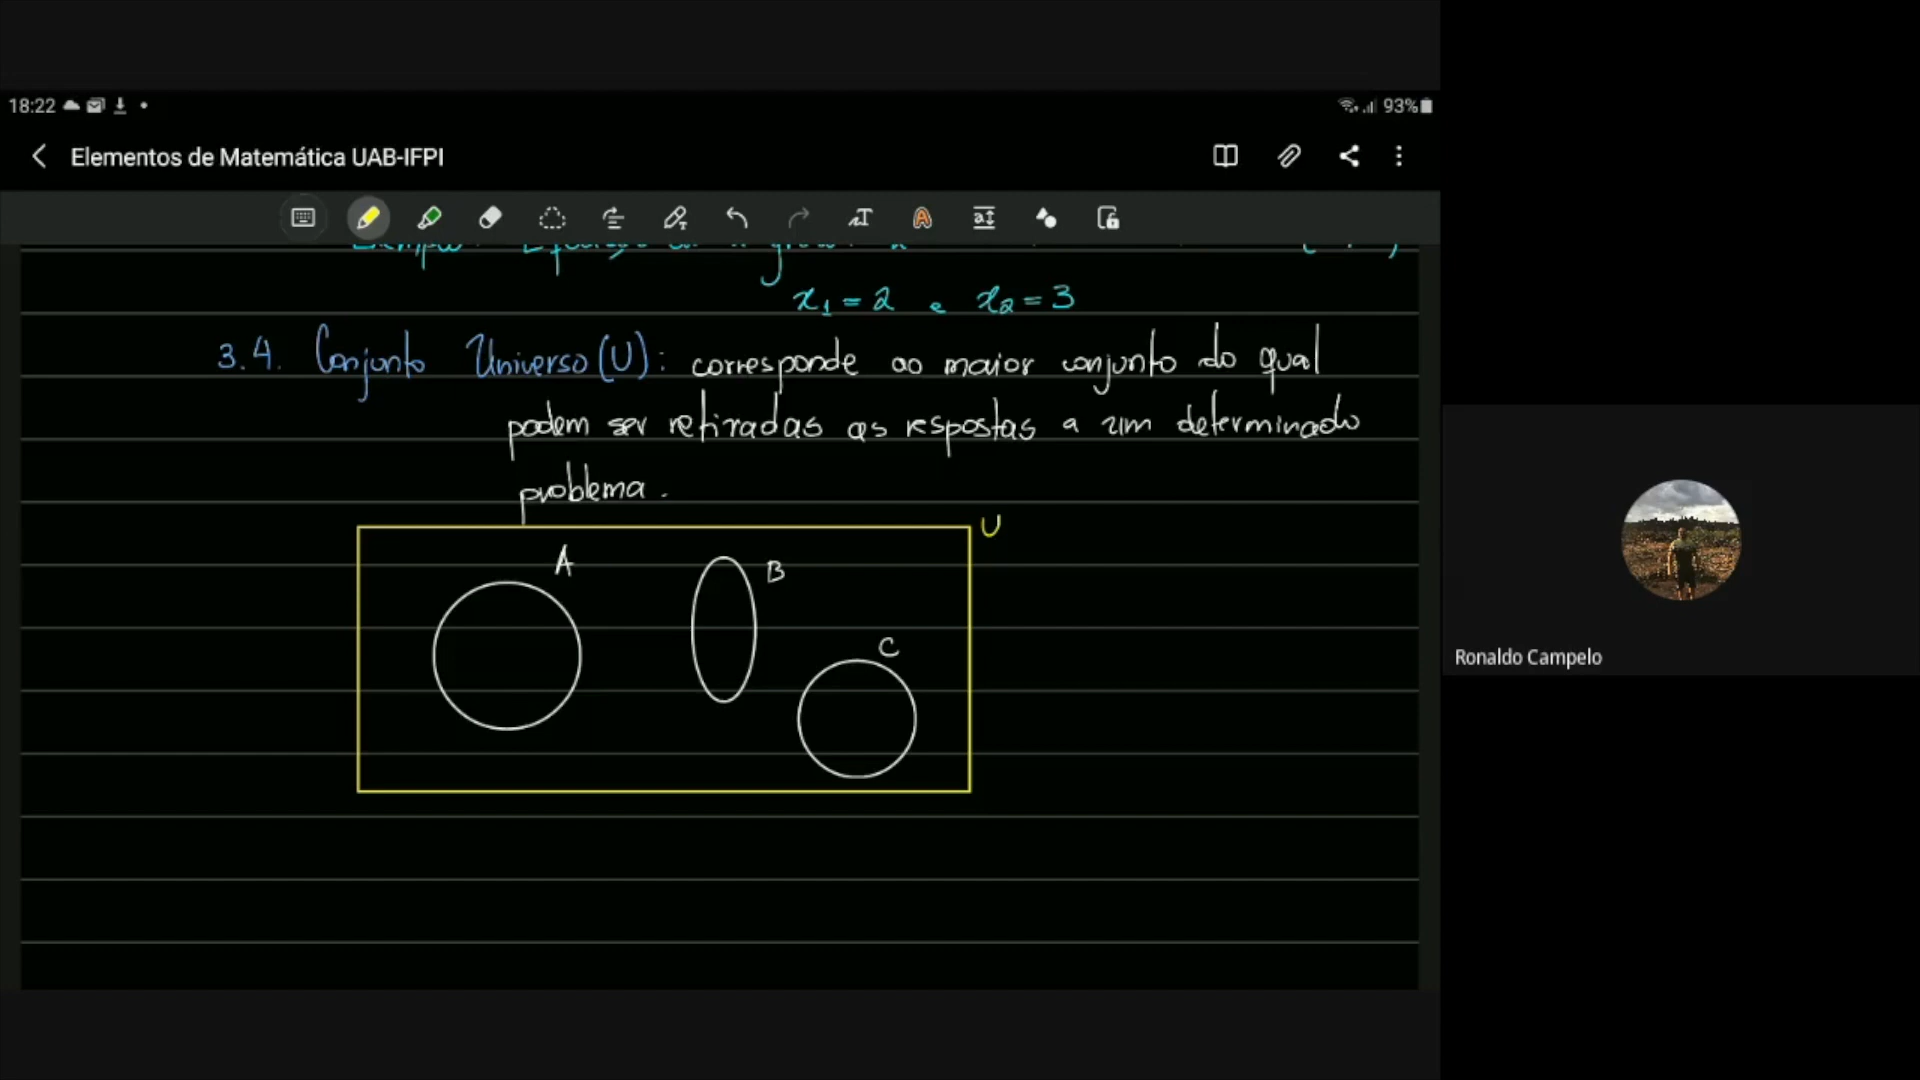 18:22
93%
Elementos de Matemática UAB-IFPI
x₁ = 2 e x₂ = 3
3.4. Conjunto Universo (U): corresponde ao maior conjunto do qual
podem ser retiradas as respostas a um determinado
problema.
U
A
B
C
Ronaldo Campelo